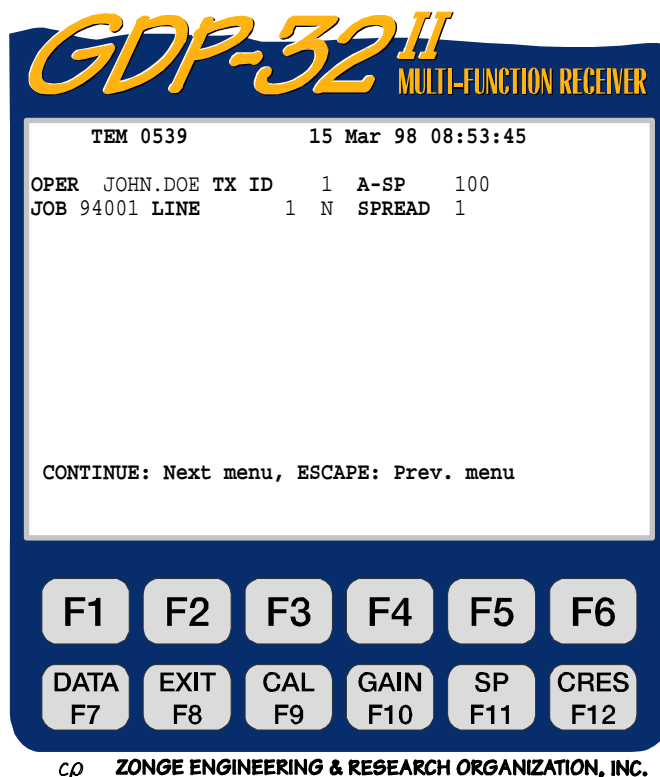 GDP-32 II
MULTI-FUNCTION RECEIVER
TEM 0539 15 Mar 98 08:53:45
OPER JOHN.DOE TX ID 1 A-SP 100
JOB 94001 LINE 1 N SPREAD 1
CONTINUE: Next menu, ESCAPE: Prev. menu
F1 F2 F3 F4 F5 F6
DATA EXIT CAL GAIN SP CRES
F7 F8 F9 F10 F11 F12
ZONGE ENGINEERING & RESEARCH ORGANIZATION, INC.